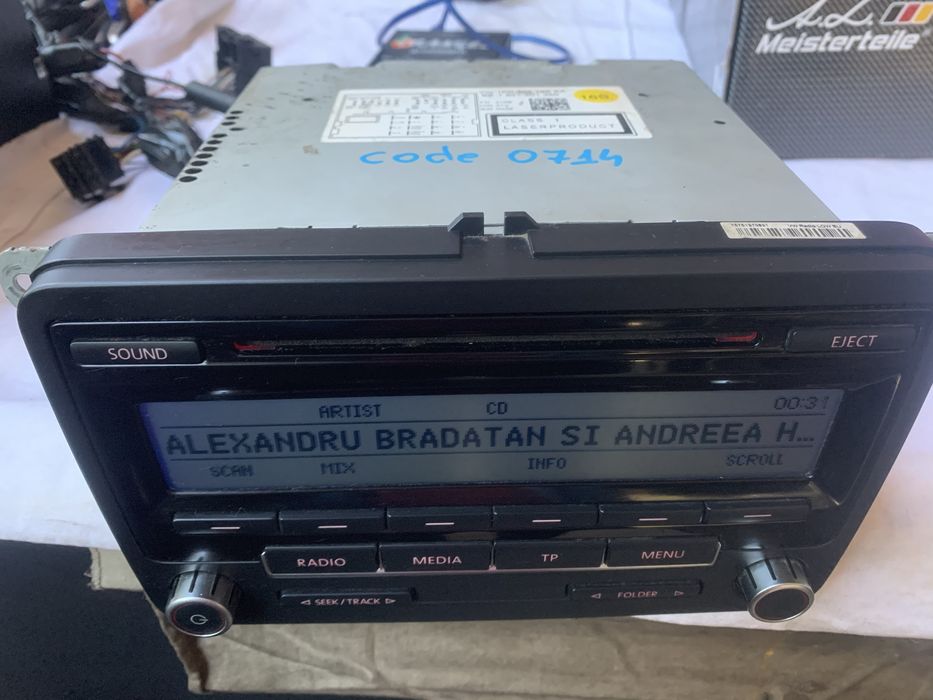 A.Z.
Meisterteile
169
CLASS 1
LASERPRODUCT
code 0714
SOUND
EJECT
ARTIST CD 00:31
ALEXANDRU BRADATAN SI ANDREEA H...
SCAN MIX INFO SCROLL
RADIO MEDIA TP MENU
SEEK / TRACK
FOLDER